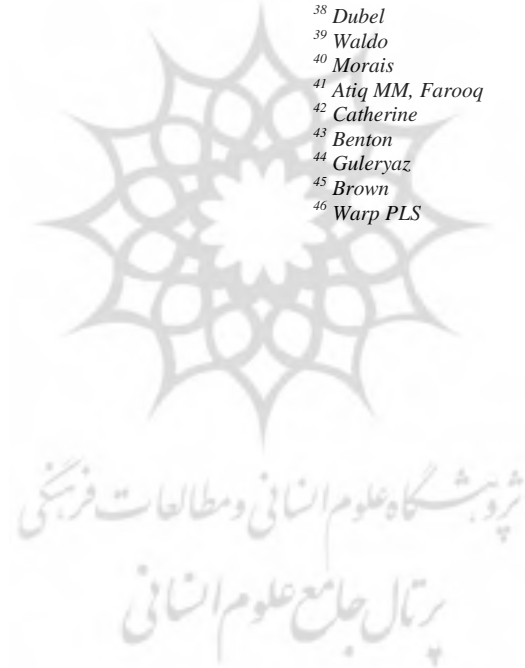 38 Dubel
39 Waldo
40 Morais
41 Atiq MM, Farooq
42 Catherine
43 Benton
44 Guleryaz
45 Brown
46 Warp PLS
پژوهشگاه علوم انسانی و مطالعات فرهنگی
پرتال جامع علوم انسانی